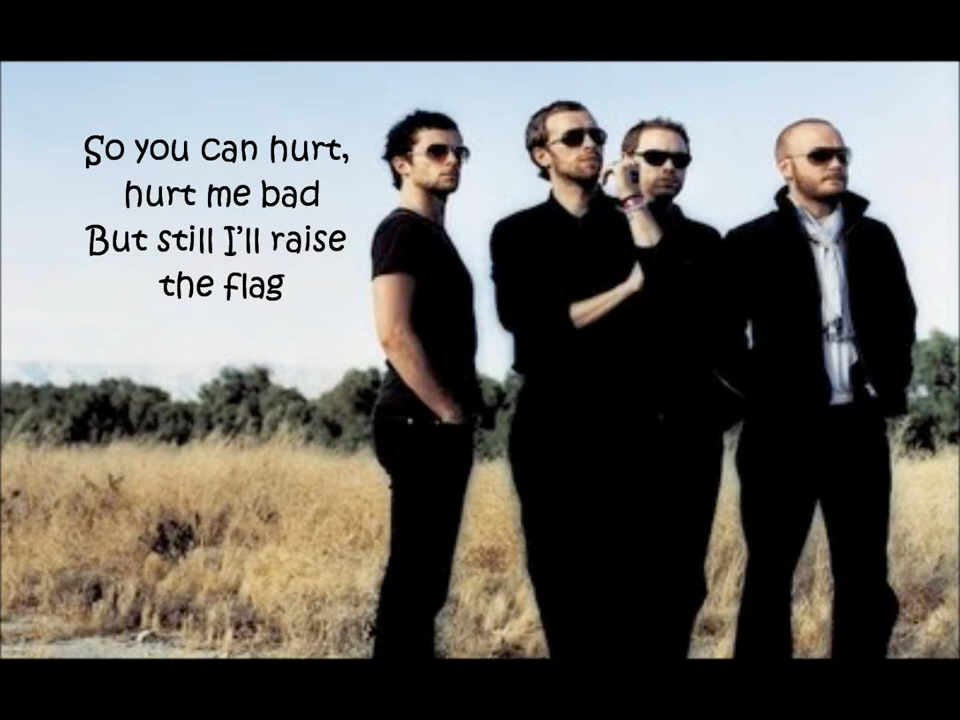 So you can hurt,
hurt me bad
But still I'll raise
the flag